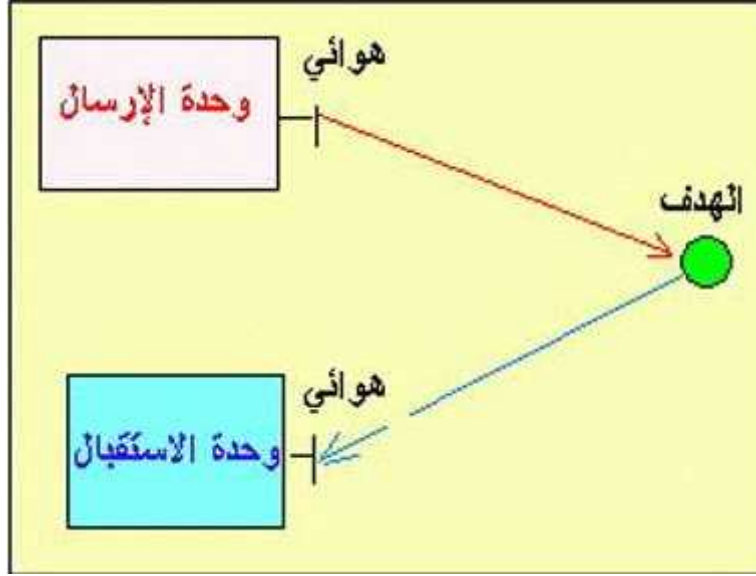 هوائي
وحدة الإرسال
الهدف
هوائي
وحدة الاستقبال